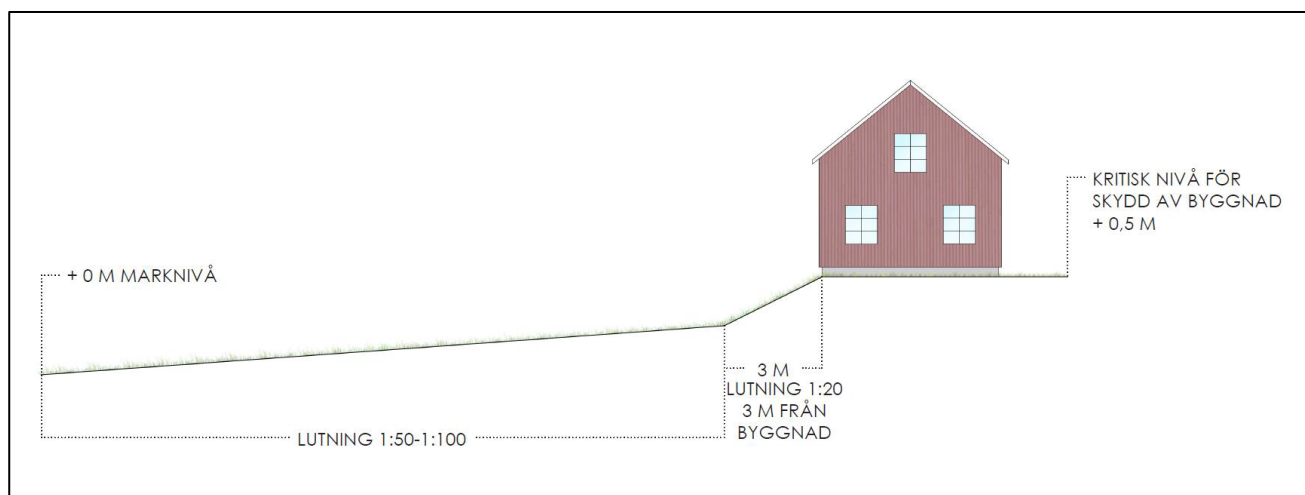 KRITISK NIVÅ FÖR
SKYDD AV BYGGNAD
+ 0,5 M
+ 0 M MARKNIVÅ
3 M
LUTNING 1:20
3 M FRÅN
BYGGNAD
LUTNING 1:50-1:100